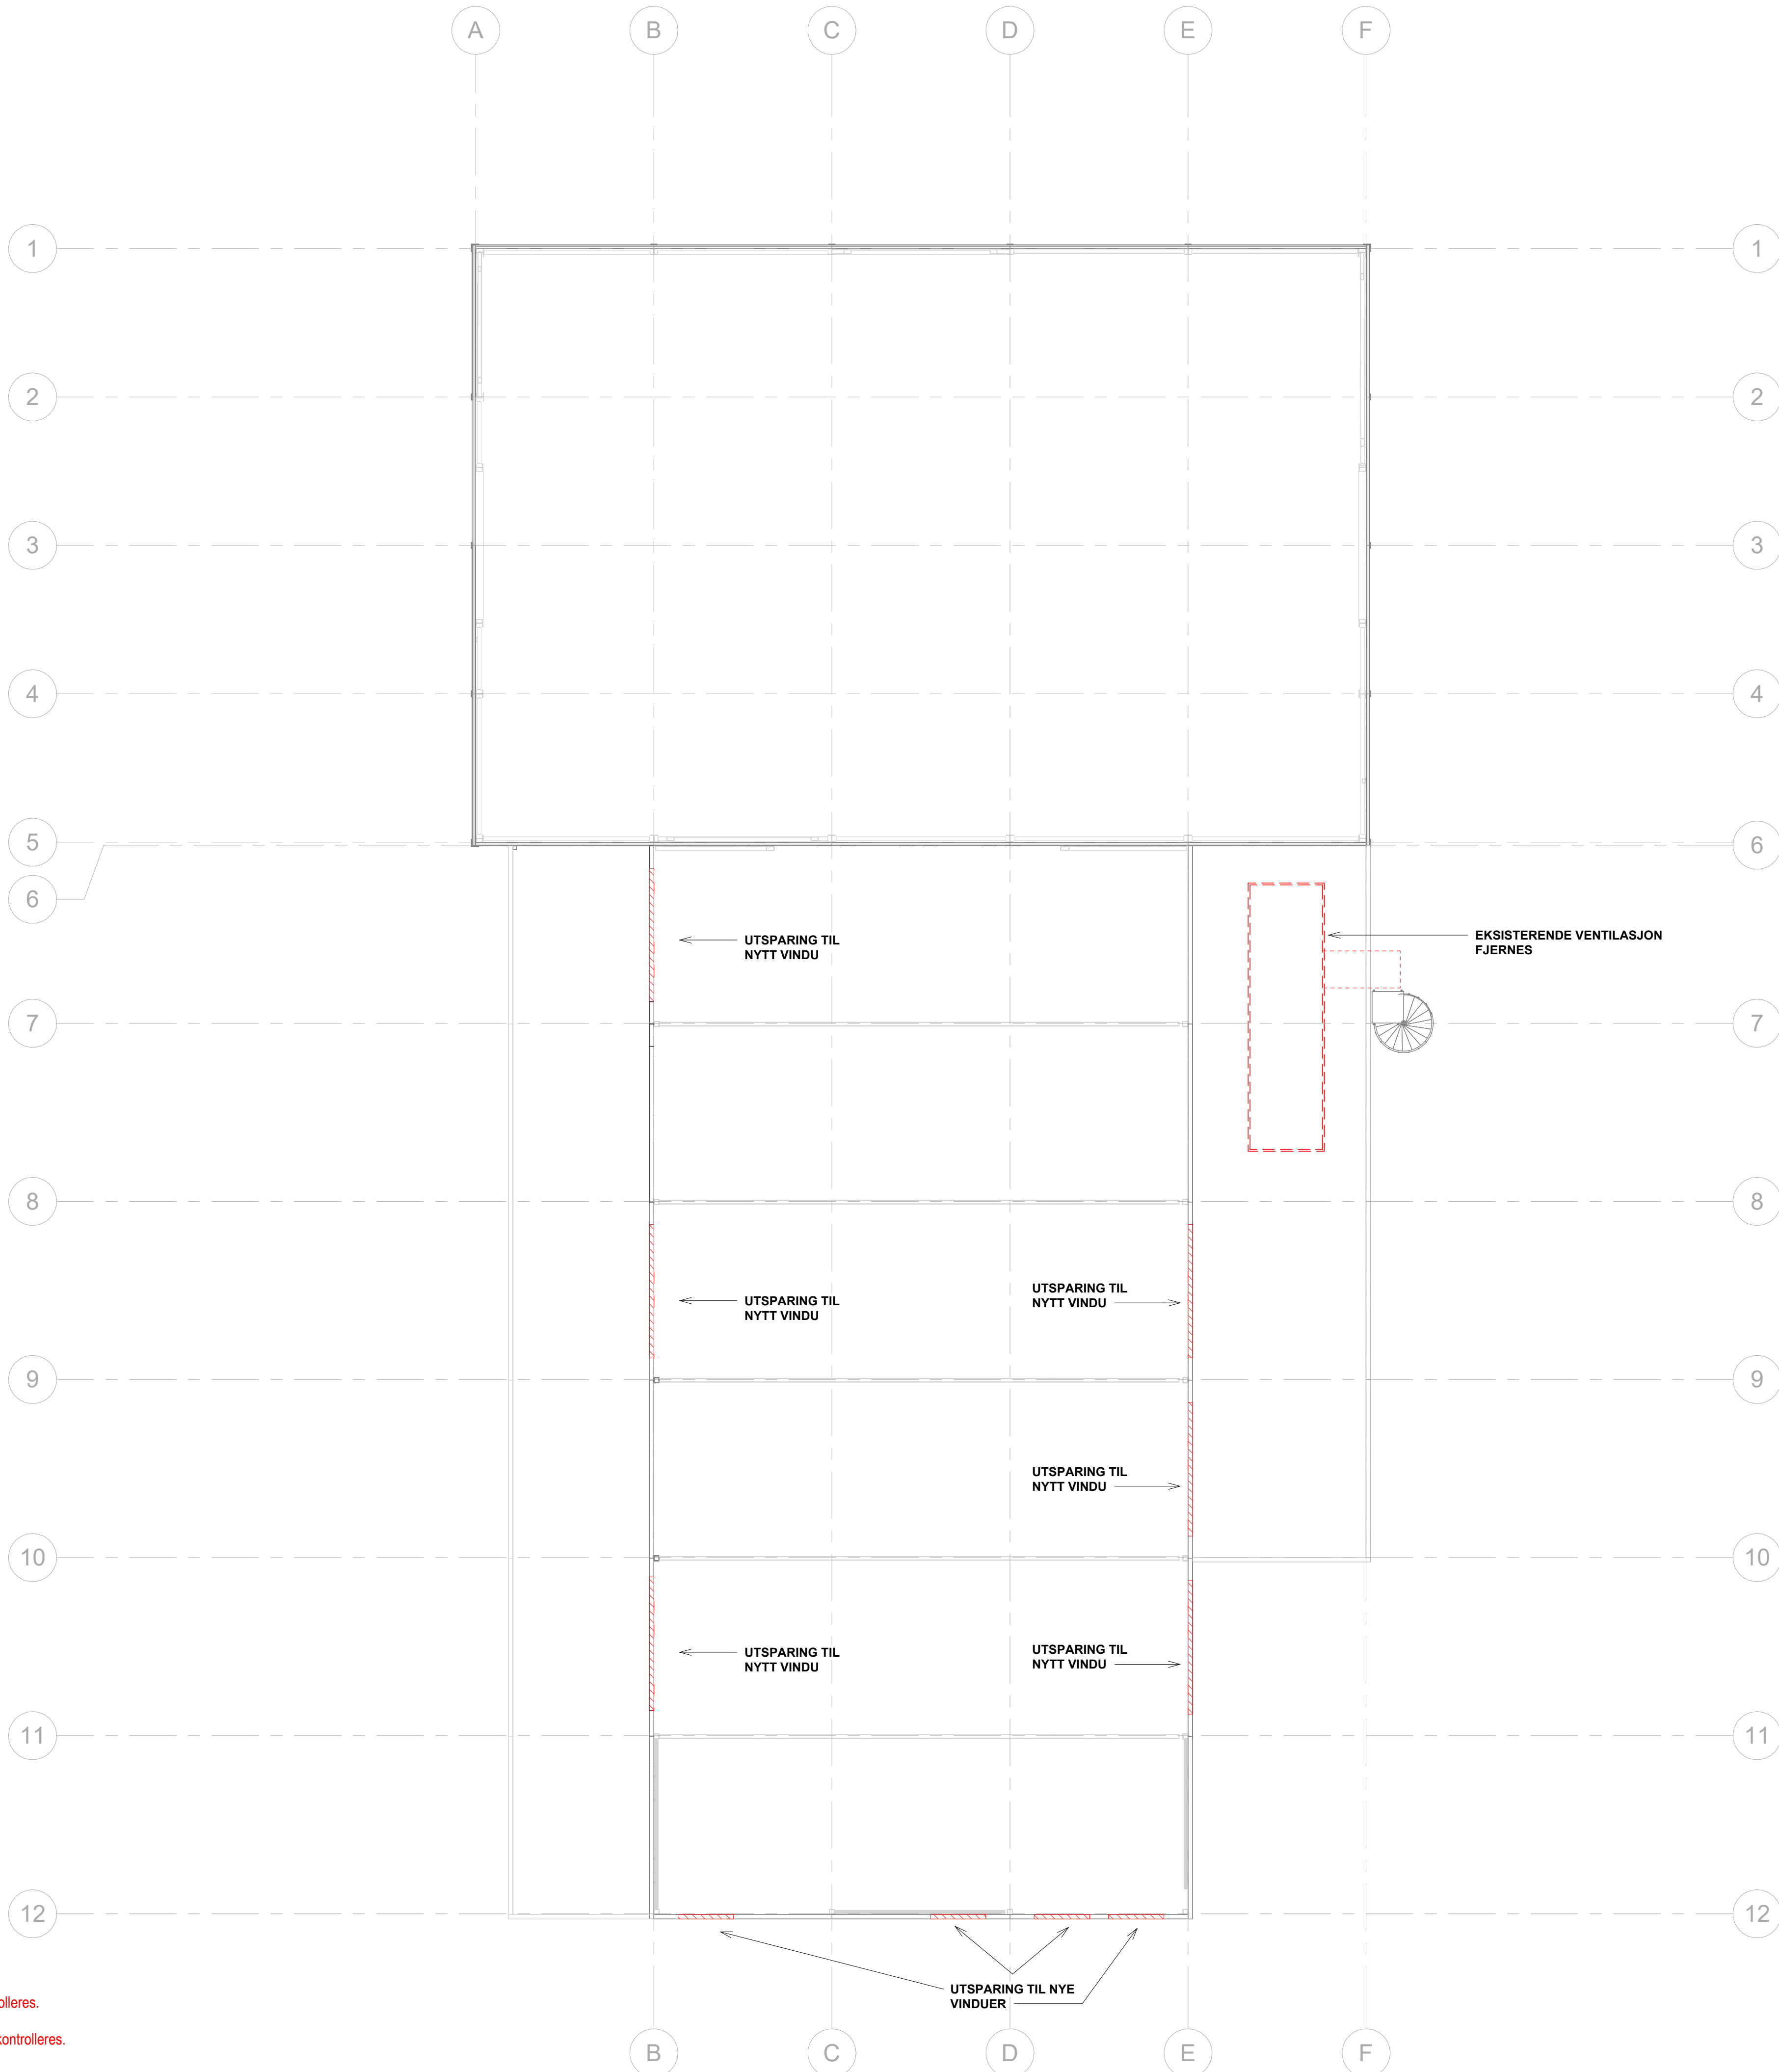 A B C D E F
1 1
2 2
3 3
4 4
5 6
6
UTSPARING TIL
NYTT VINDU
EKSISTERENDE VENTILASJON
FJERNES
7 7
8 8
UTSPARING TIL
NYTT VINDU
UTSPARING TIL
NYTT VINDU
9 9
UTSPARING TIL
NYTT VINDU
10 10
UTSPARING TIL
NYTT VINDU
UTSPARING TIL
NYTT VINDU
11 11
12 12
UTSPARING TIL NYE
VINDUER
olleres.
kontrolleres.
B C D E F